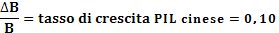 ΔB/B = tasso di crescita PIL cinese = 0,10